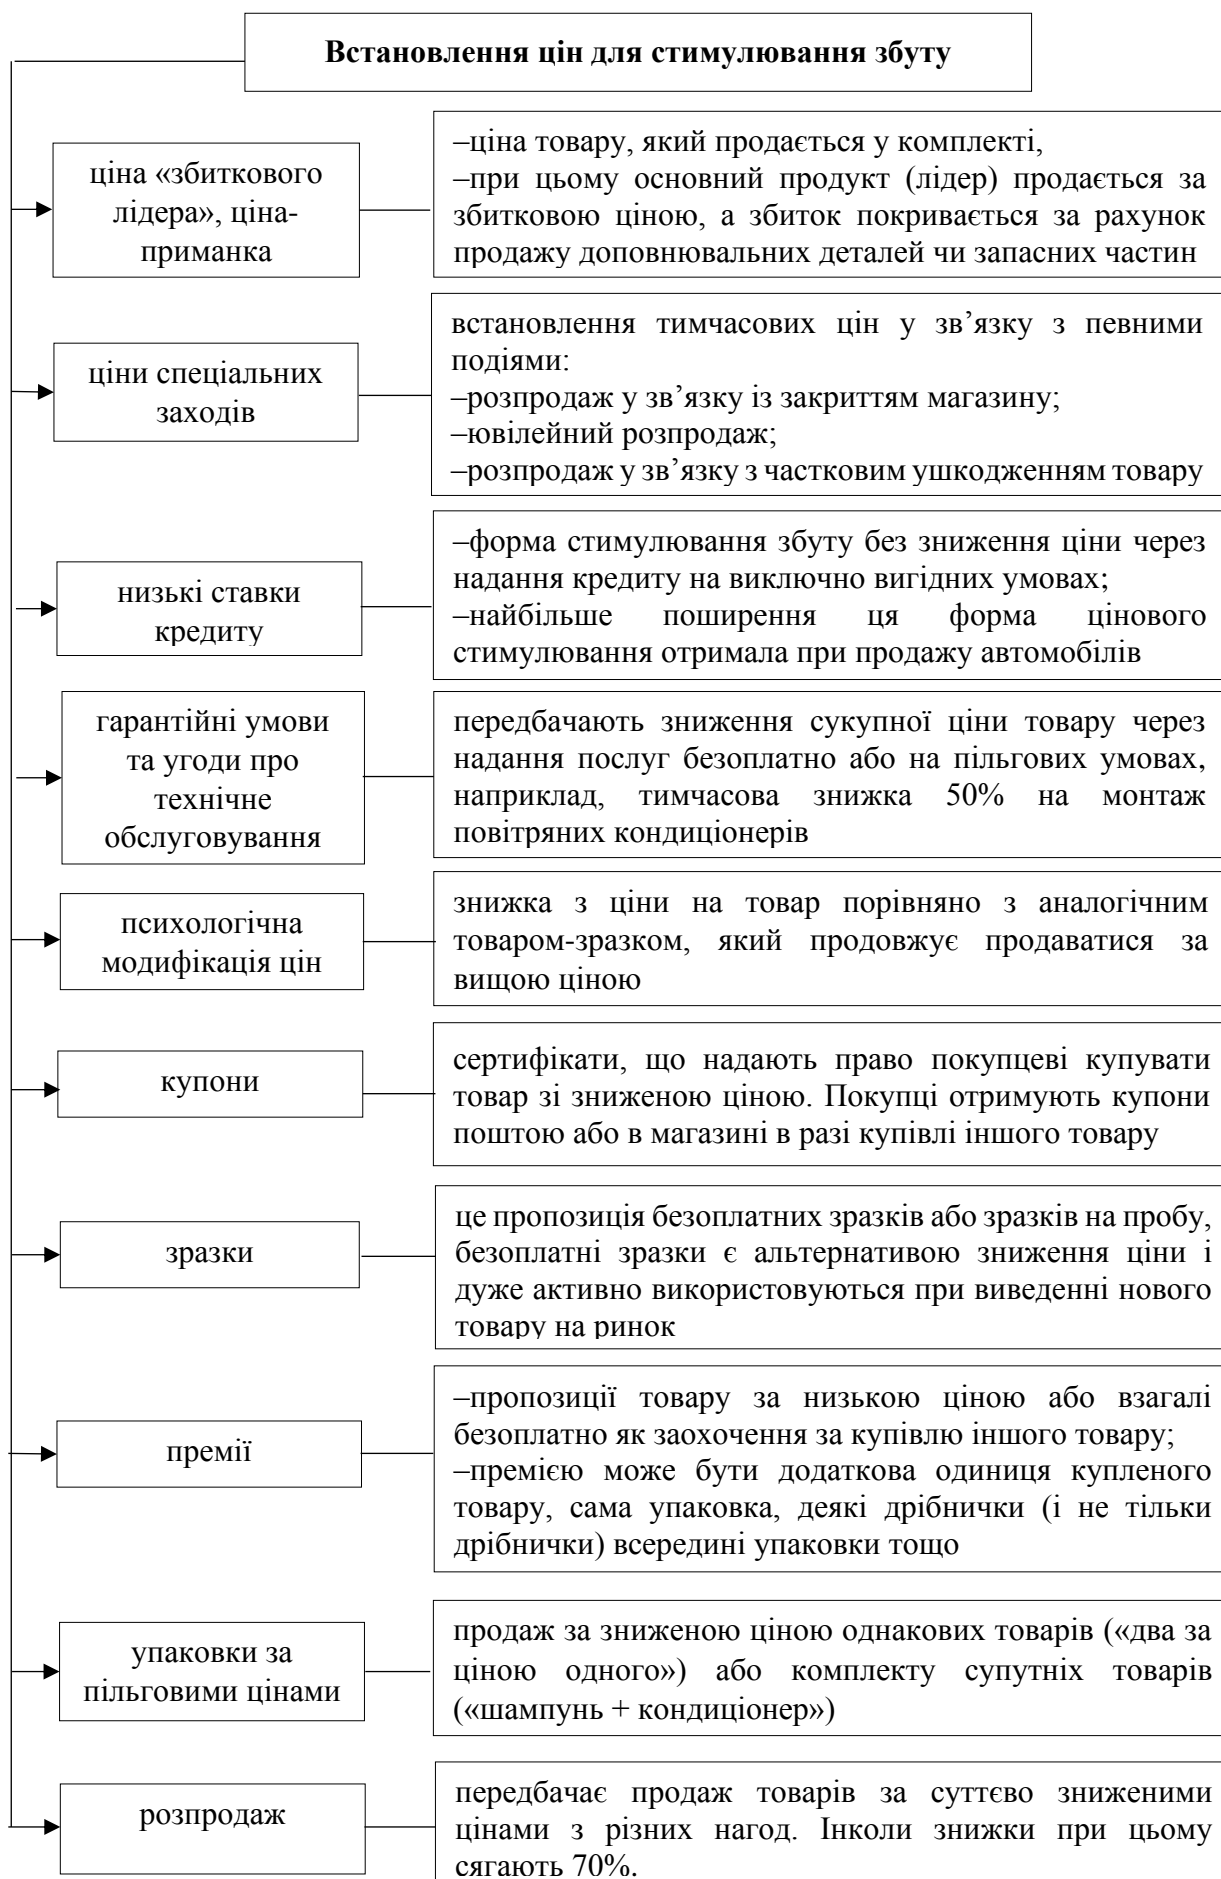 Встановлення цін для стимулювання збуту
ціна «збиткового
лідера», ціна-
приманка
–ціна товару, який продається у комплекті,
–при цьому основний продукт (лідер) продається за
збитковою ціною, а збиток покривається за рахунок
продажу доповнювальних деталей чи запасних частин
ціни спеціальних
заходів
встановлення тимчасових цін у зв’язку з певними
подіями:
–розпродаж у зв’язку із закриттям магазину;
–ювілейний розпродаж;
–розпродаж у зв’язку з частковим ушкодженням товару
низькі ставки
кредиту
–форма стимулювання збуту без зниження ціни через
надання кредиту на виключно вигідних умовах;
–найбільше поширення ця форма цінового
стимулювання отримала при продажу автомобілів
гарантійні умови
та угоди про
технічне
обслуговування
передбачають зниження сукупної ціни товару через
надання послуг безоплатно або на пільгових умовах,
наприклад, тимчасова знижка 50% на монтаж
повітряних кондиціонерів
психологічна
модифікація цін
знижка з ціни на товар порівняно з аналогічним
товаром-зразком, який продовжує продаватися за
вищою ціною
купони
сертифікати, що надають право покупцеві купувати
товар зі зниженою ціною. Покупці отримують купони
поштою або в магазині в разі купівлі іншого товару
зразки
це пропозиція безоплатних зразків або зразків на пробу,
безоплатні зразки є альтернативою зниження ціни і
дуже активно використовуються при виведенні нового
товару на ринок
премії
–пропозиції товару за низькою ціною або взагалі
безоплатно як заохочення за купівлю іншого товару;
–премією може бути додаткова одиниця купленого
товару, сама упаковка, деякі дрібнички (і не тільки
дрібнички) всередині упаковки тощо
упаковки за
пільговими цінами
продаж за зниженою ціною однакових товарів («два за
ціною одного») або комплекту супутніх товарів
(«шампунь + кондиціонер»)
розпродаж
передбачає продаж товарів за суттєво зниженими
цінами з різних нагод. Інколи знижки при цьому
сягають 70%.